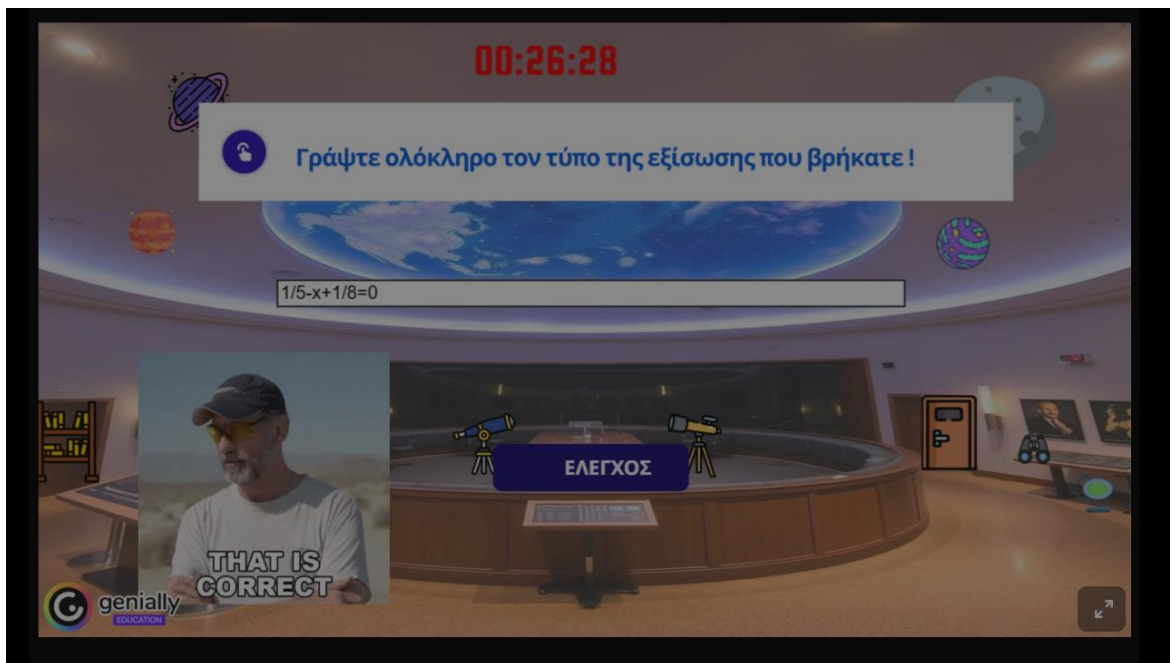 00:26:28
Γράψτε ολόκληρο τον τύπο της εξίσωσης που βρήκατε !
1/5-x+1/8=0
ΕΛΕΓΧΟΣ
THAT IS
CORRECT
genially
EDUCATION